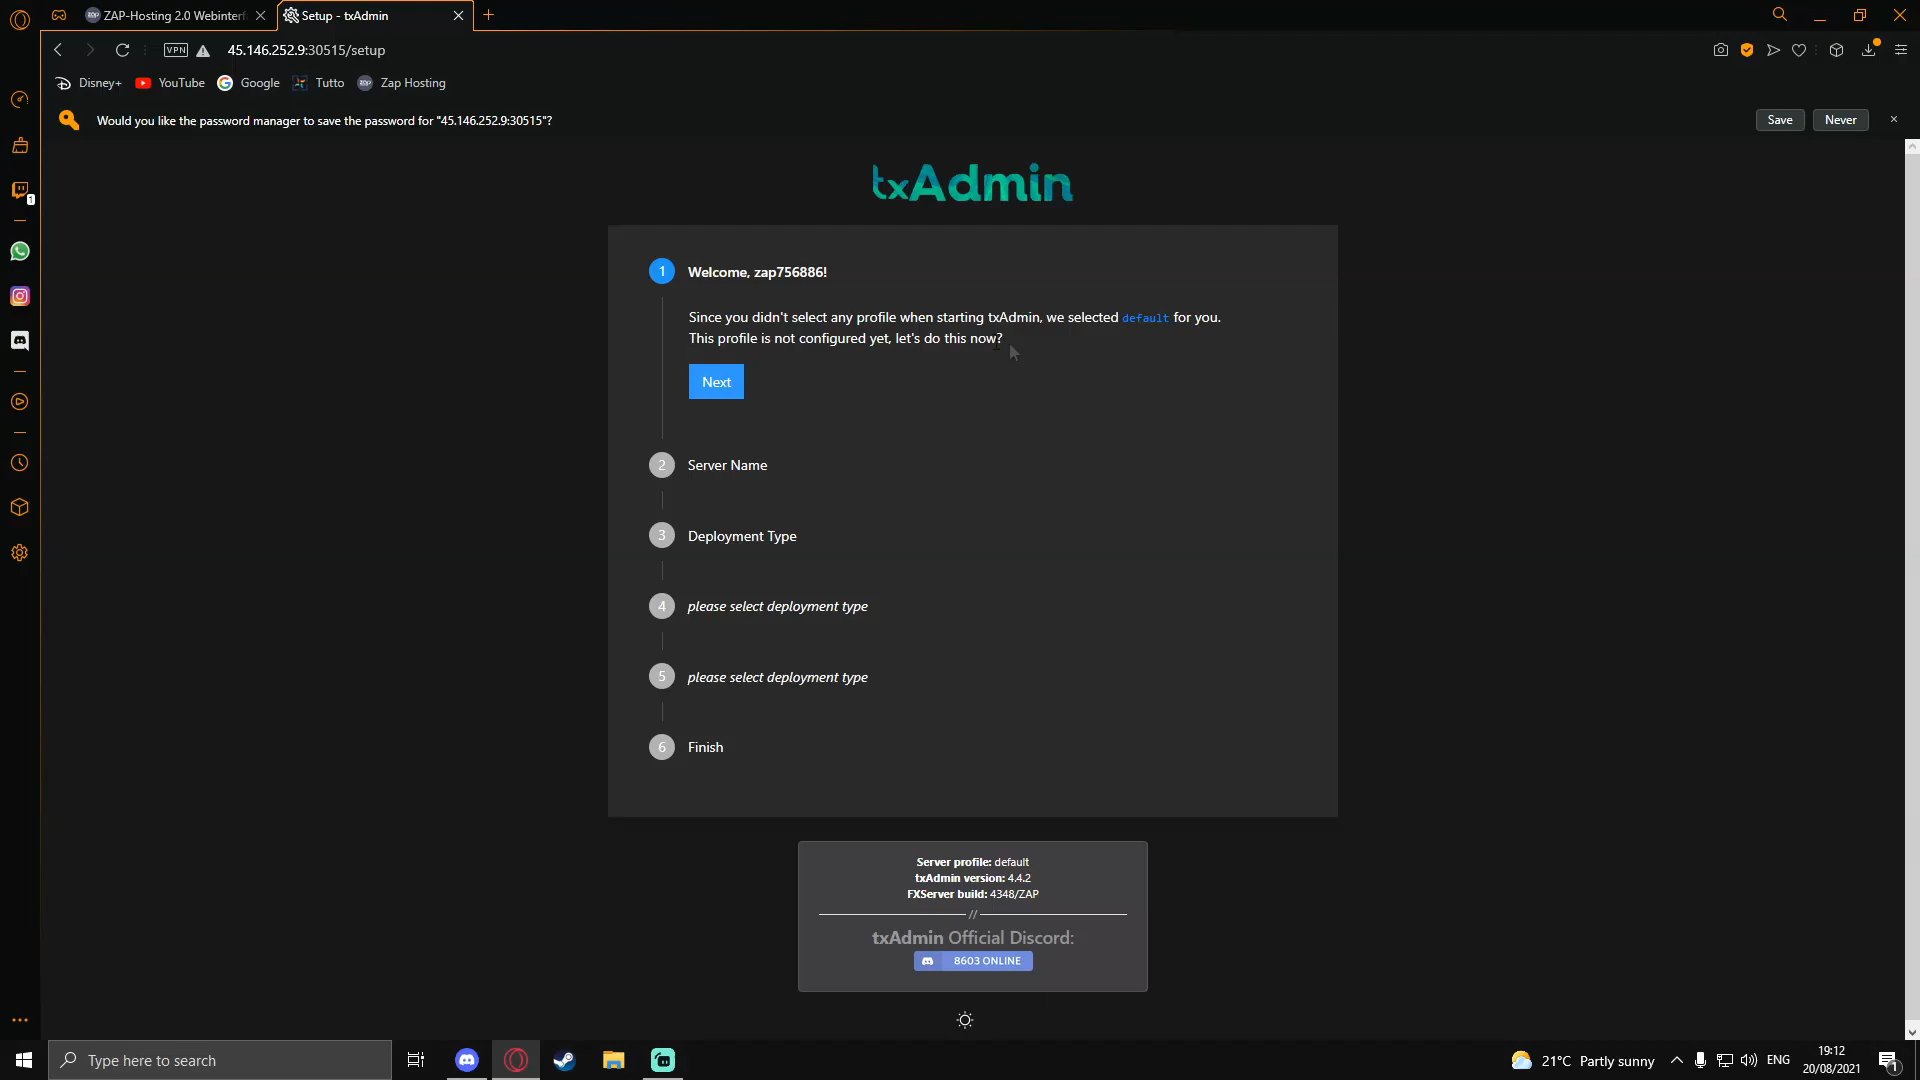 ZAP-Hosting 2.0 Webinterf
Setup - txAdmin
VPN
45.146.252.9:30515/setup
Disney+
YouTube
Google
Tutto
Zap Hosting
Would you like the password manager to save the password for "45.146.252.9:30515"?
Save
Never
txAdmin
1
1 Welcome, zap756886!
Since you didn't select any profile when starting txAdmin, we selected default for you.
This profile is not configured yet, let's do this now?
Next
2 Server Name
3 Deployment Type
4 please select deployment type
5 please select deployment type
6 Finish
Server profile: default
txAdmin version: 4.4.2
FXServer build: 4348/ZAP
//
txAdmin Official Discord:
8603 ONLINE
Type here to search
21°C Partly sunny
ENG
19:12
20/08/2021
1